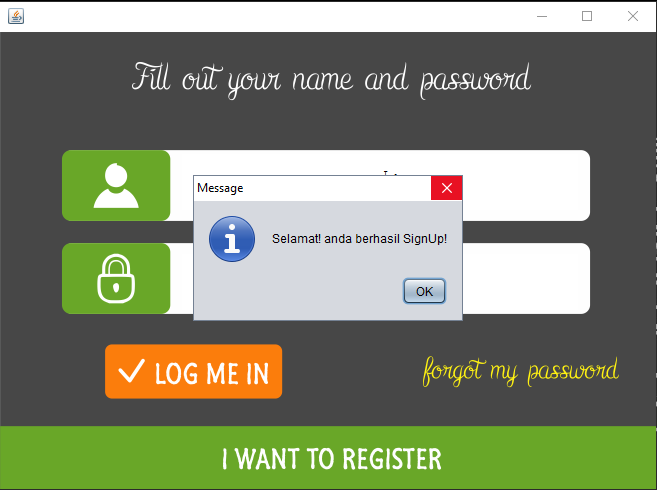 Fill out your name and password
Message
Selamat! anda berhasil SignUp!
OK
LOG ME IN
forgot my password
I WANT TO REGISTER